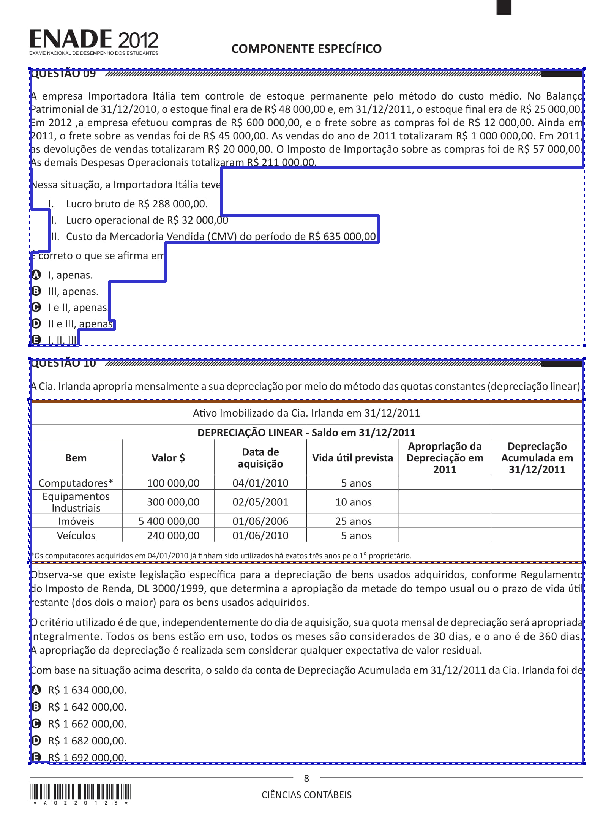 ENADE 2012
EXAME NACIONAL DE DESEMPENHO DOS ESTUDANTES
COMPONENTE ESPECÍFICO
QUESTÃO 09
A empresa Importadora Itália tem controle de estoque permanente pelo método do custo médio. No Balanço
Patrimonial de 31/12/2010, o estoque final era de R$ 48 000,00 e, em 31/12/2011, o estoque final era de R$ 25 000,00.
Em 2012 ,a empresa efetuou compras de R$ 600 000,00, e o frete sobre as compras foi de R$ 12 000,00. Ainda em
2011, o frete sobre as vendas foi de R$ 45 000,00. As vendas do ano de 2011 totalizaram R$ 1 000 000,00. Em 2011,
as devoluções de vendas totalizaram R$ 20 000,00. O Imposto de Importação sobre as compras foi de R$ 57 000,00.
As demais Despesas Operacionais totalizaram R$ 211 000,00.
Nessa situação, a Importadora Itália teve
I. Lucro bruto de R$ 288 000,00.
II. Lucro operacional de R$ 32 000,00
III. Custo da Mercadoria Vendida (CMV) do período de R$ 635 000,00.
É correto o que se afirma em
A I, apenas.
B III, apenas.
C I e II, apenas.
D II e III, apenas.
E I, II, III.
QUESTÃO 10
A Cia. Irlanda apropria mensalmente a sua depreciação por meio do método das quotas constantes (depreciação linear).
Ativo Imobilizado da Cia. Irlanda em 31/12/2011
DEPRECIAÇÃO LINEAR - Saldo em 31/12/2011
Bem Valor $ Data de aquisição Vida útil prevista Apropriação da Depreciação em 2011 Depreciação Acumulada em 31/12/2011
Computadores* 100 000,00 04/01/2010 5 anos
Equipamentos Industriais 300 000,00 02/05/2001 10 anos
Imóveis 5 400 000,00 01/06/2006 25 anos
Veículos 240 000,00 01/06/2010 5 anos
*Os computadores adquiridos em 04/01/2010 já tinham sido utilizados há exatos três anos pelo 1º proprietário.
Observa-se que existe legislação específica para a depreciação de bens usados adquiridos, conforme Regulamento
do Imposto de Renda, DL 3000/1999, que determina a apropiação da metade do tempo usual ou o prazo de vida útil
restante (dos dois o maior) para os bens usados adquiridos.
O critério utilizado é de que, independentemente do dia de aquisição, sua quota mensal de depreciação será apropriada
integralmente. Todos os bens estão em uso, todos os meses são considerados de 30 dias, e o ano é de 360 dias.
A apropriação da depreciação é realizada sem considerar qualquer expectativa de valor residual.
Com base na situação acima descrita, o saldo da conta de Depreciação Acumulada em 31/12/2011 da Cia. Irlanda foi de
A R$ 1 634 000,00.
B R$ 1 642 000,00.
C R$ 1 662 000,00.
D R$ 1 682 000,00.
E R$ 1 692 000,00.
8
CIÊNCIAS CONTÁBEIS
*A0220128*